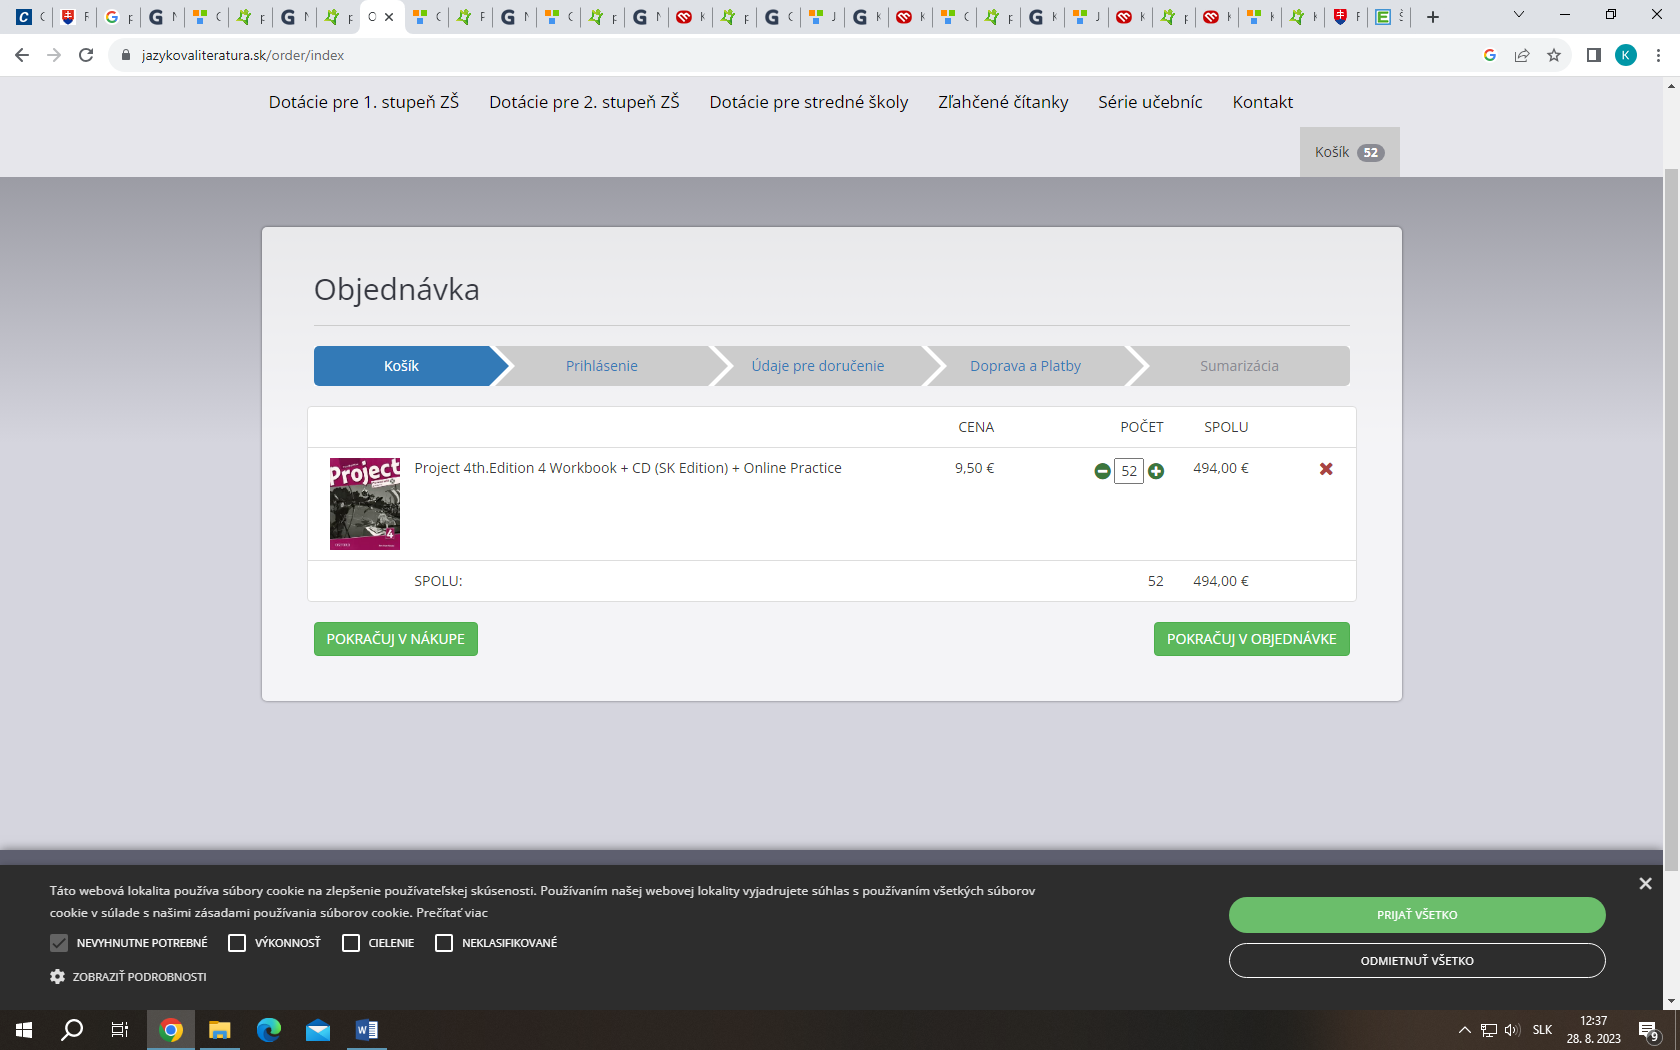 jazykovaliteratura.sk/order/index
K
Dotácie pre 1. stupeň ZŠ Dotácie pre 2. stupeň ZŠ Dotácie pre stredné školy Zľahčené čítanky Série učebníc Kontakt
Košík 52
Objednávka
Košík Prihlásenie Údaje pre doručenie Doprava a Platby Sumarizácia
CENA POČET SPOLU
Project 4th.Edition 4 Workbook + CD (SK Edition) + Online Practice 9,50 € 52 494,00 €
Project
4
SPOLU: 52 494,00 €
POKRAČUJ V NÁKUPE POKRAČUJ V OBJEDNÁVKE
Táto webová lokalita používa súbory cookie na zlepšenie používateľskej skúsenosti. Používaním našej webovej lokality vyjadrujete súhlas s používaním všetkých súborov
cookie v súlade s našimi zásadami používania súborov cookie. Prečítať viac
NEVYHNUTNE POTREBNÉ VÝKONNOSŤ CIELENIE NEKLASIFIKOVANÉ
ZOBRAZIŤ PODROBNOSTI
PRIJAŤ VŠETKO
ODMIETNUŤ VŠETKO
SLK
12:37
28. 8. 2023
9